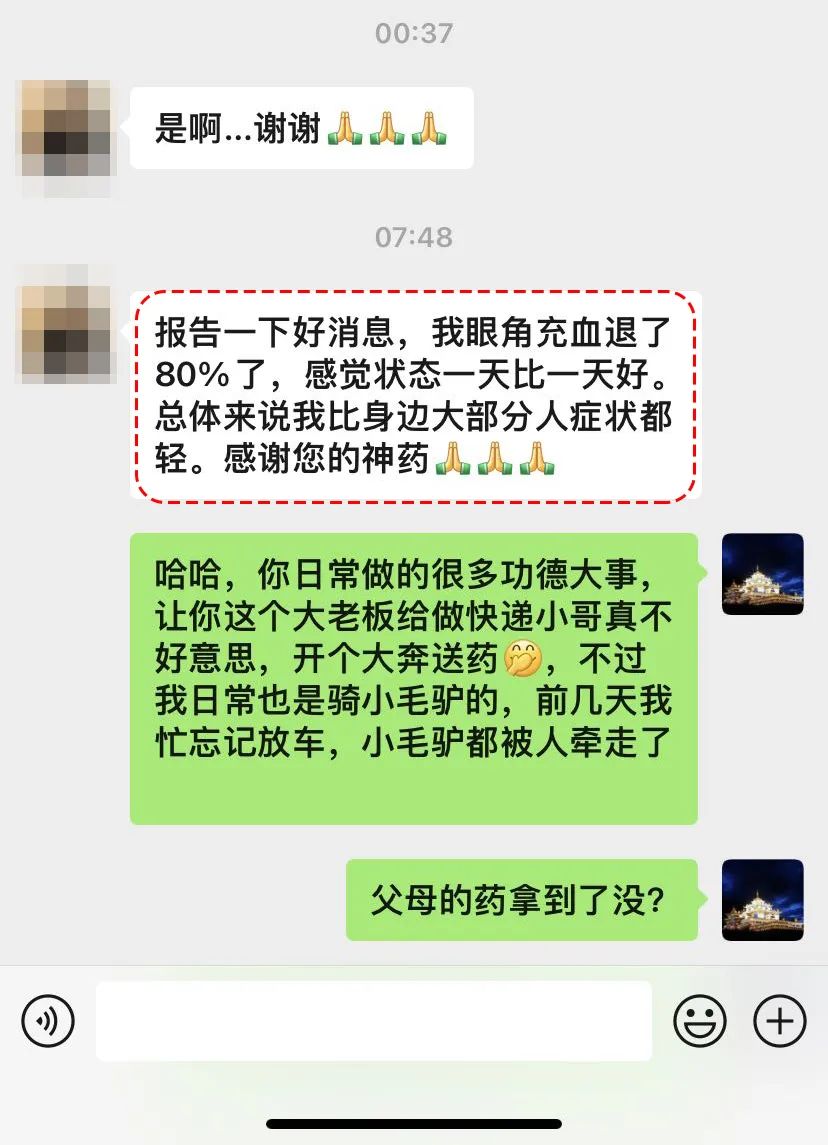 00:37
是啊...谢谢🙏🙏🙏
07:48
报告一下好消息，我眼角充血退了
80%了，感觉状态一天比一天好。
总体来说我比身边大部分人症状都
轻。感谢您的神药🙏🙏🙏
哈哈，你日常做的很多功德大事，
让你这个大老板给做快递小哥真不
好意思，开个大奔送药🤭，不过
我日常也是骑小毛驴的，前几天我
忙忘记放车，小毛驴都被人牵走了
父母的药拿到了没?